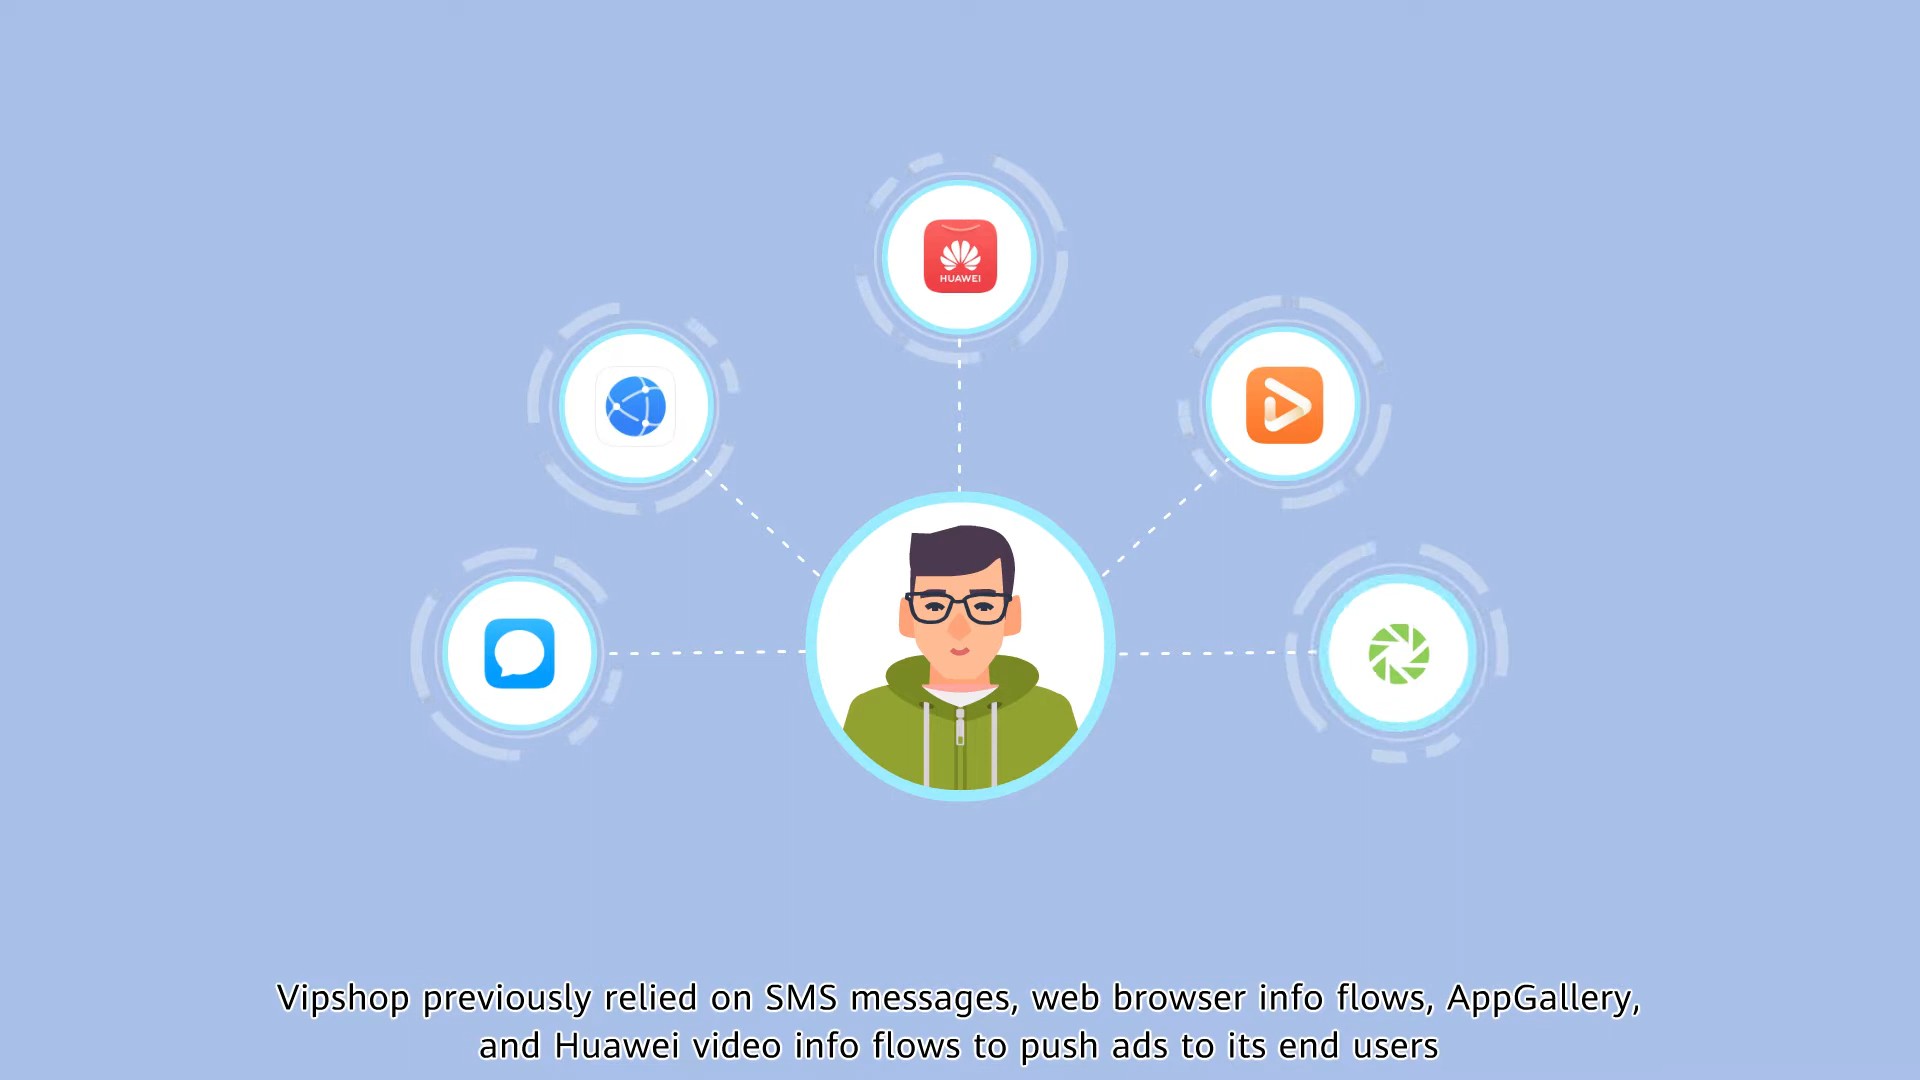 HUAWEI
Vipshop previously relied on SMS messages, web browser info flows, AppGallery,
and Huawei video info flows to push ads to its end users